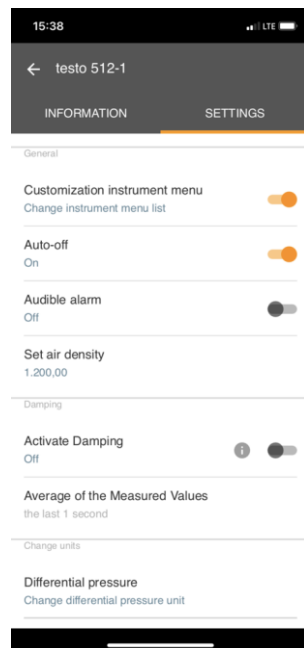 15:38
LTE
testo 512-1
INFORMATION SETTINGS
General
Customization instrument menu
Change instrument menu list
Auto-off
On
Audible alarm
Off
Set air density
1.200,00
Damping
Activate Damping
Off
Average of the Measured Values
the last 1 second
Change units
Differential pressure
Change differential pressure unit